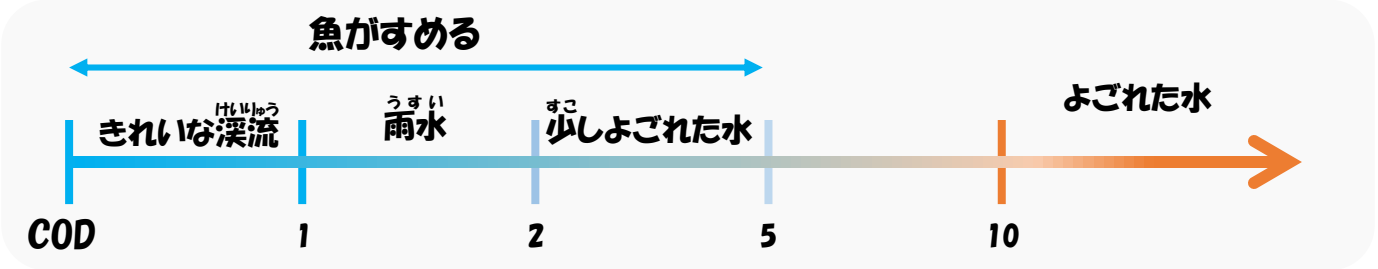 魚がすめる
よごれた水
けいりゅう
うすい
すこ
きれいな渓流
雨水
少しよごれた水
COD
1
2
5
10